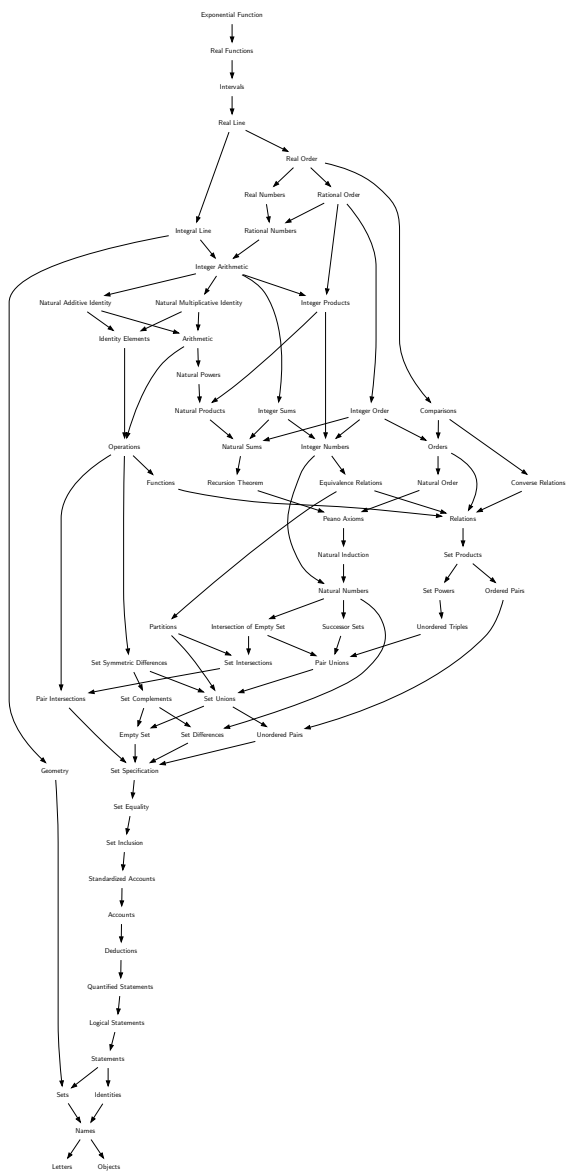 Exponential Function
Real Functions
Intervals
Real Line
Real Order
Real Numbers
Rational Order
Integral Line
Rational Numbers
Integer Arithmetic
Natural Additive Identity
Natural Multiplicative Identity
Integer Products
Identity Elements
Arithmetic
Natural Powers
Natural Products
Integer Sums
Integer Order
Comparisons
Operations
Natural Sums
Integer Numbers
Orders
Functions
Recursion Theorem
Equivalence Relations
Natural Order
Converse Relations
Peano Axioms
Relations
Natural Induction
Set Products
Natural Numbers
Set Powers
Ordered Pairs
Partitions
Intersection of Empty Set
Successor Sets
Unordered Triples
Set Symmetric Differences
Set Intersections
Pair Unions
Pair Intersections
Set Complements
Set Unions
Empty Set
Set Differences
Unordered Pairs
Geometry
Set Specification
Set Equality
Set Inclusion
Standardized Accounts
Accounts
Deductions
Quantified Statements
Logical Statements
Statements
Sets
Identities
Names
Letters
Objects